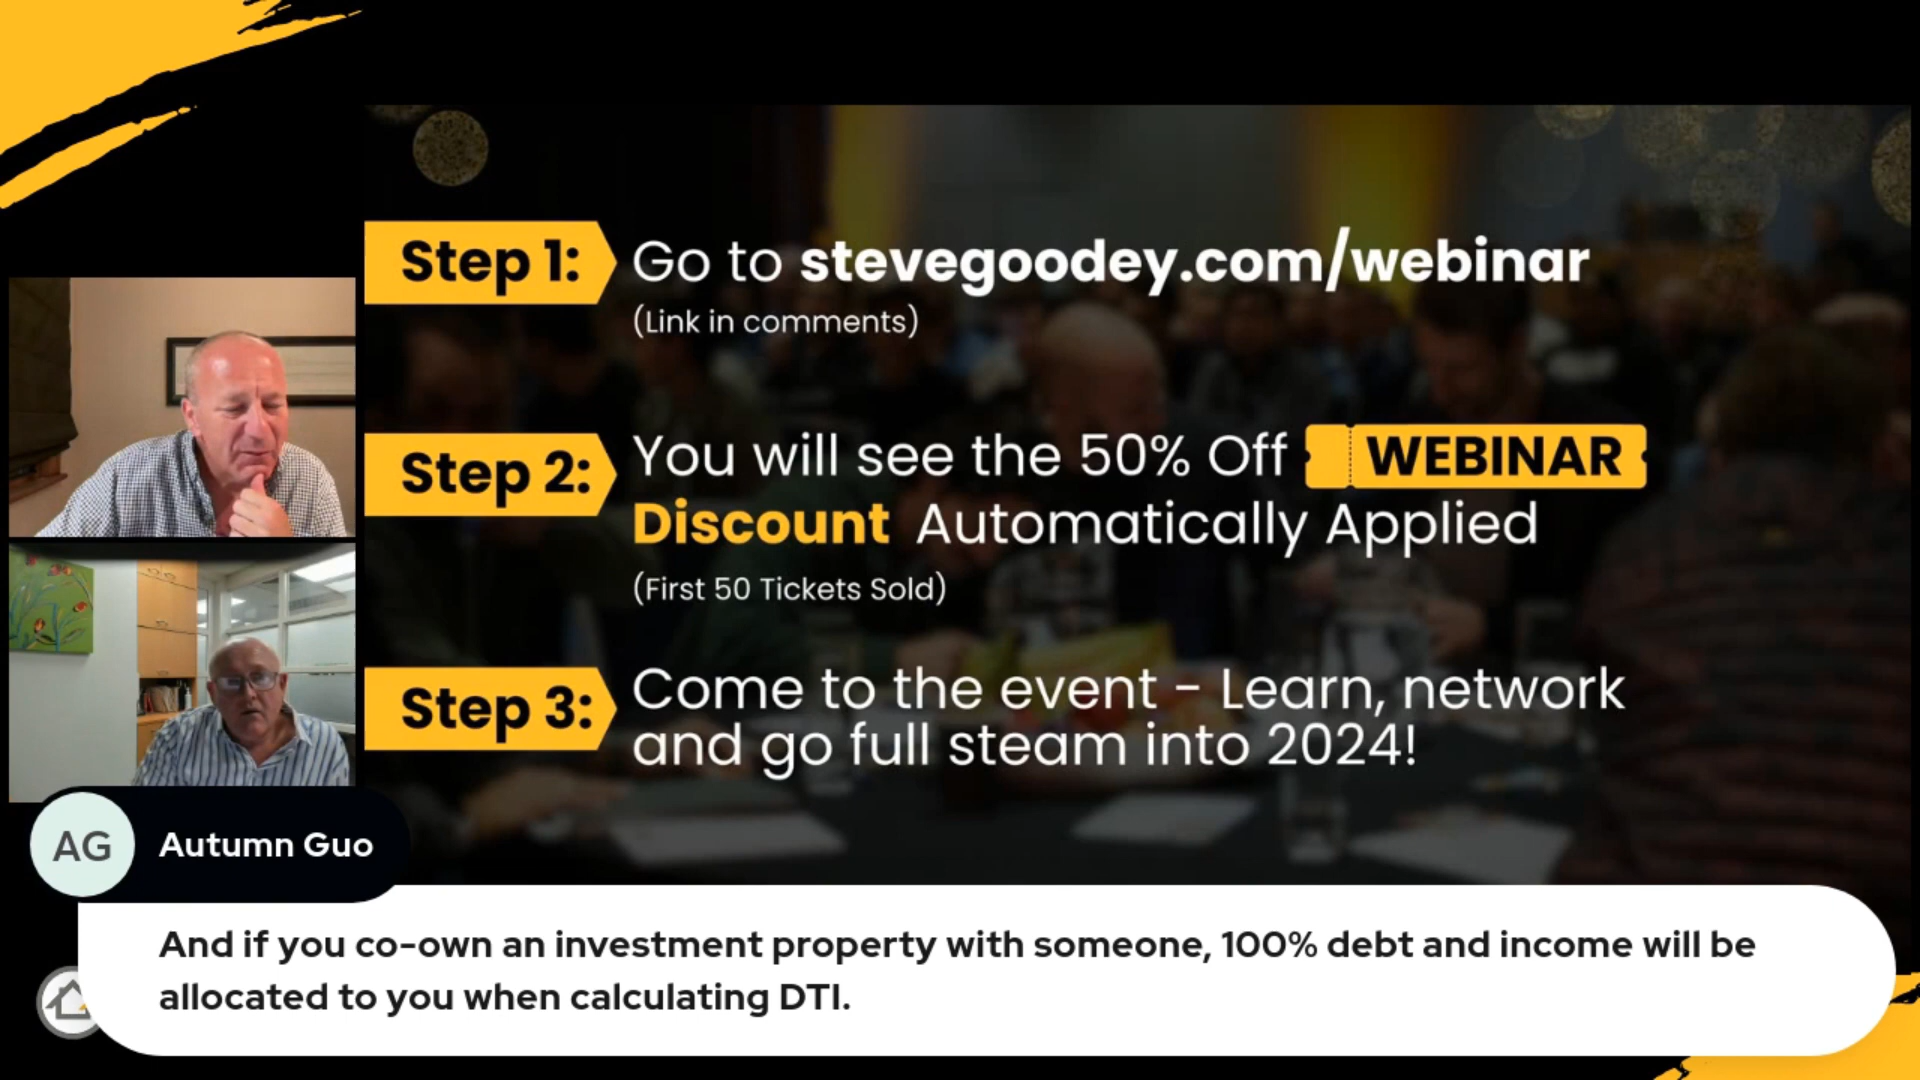 Step 1: Go to stevegoodey.com/webinar
(Link in comments)
Step 2: You will see the 50% Off WEBINAR
Discount Automatically Applied
(First 50 Tickets Sold)
Step 3: Come to the event - Learn, network
and go full steam into 2024!
AG Autumn Guo
And if you co-own an investment property with someone, 100% debt and income will be
allocated to you when calculating DTI.